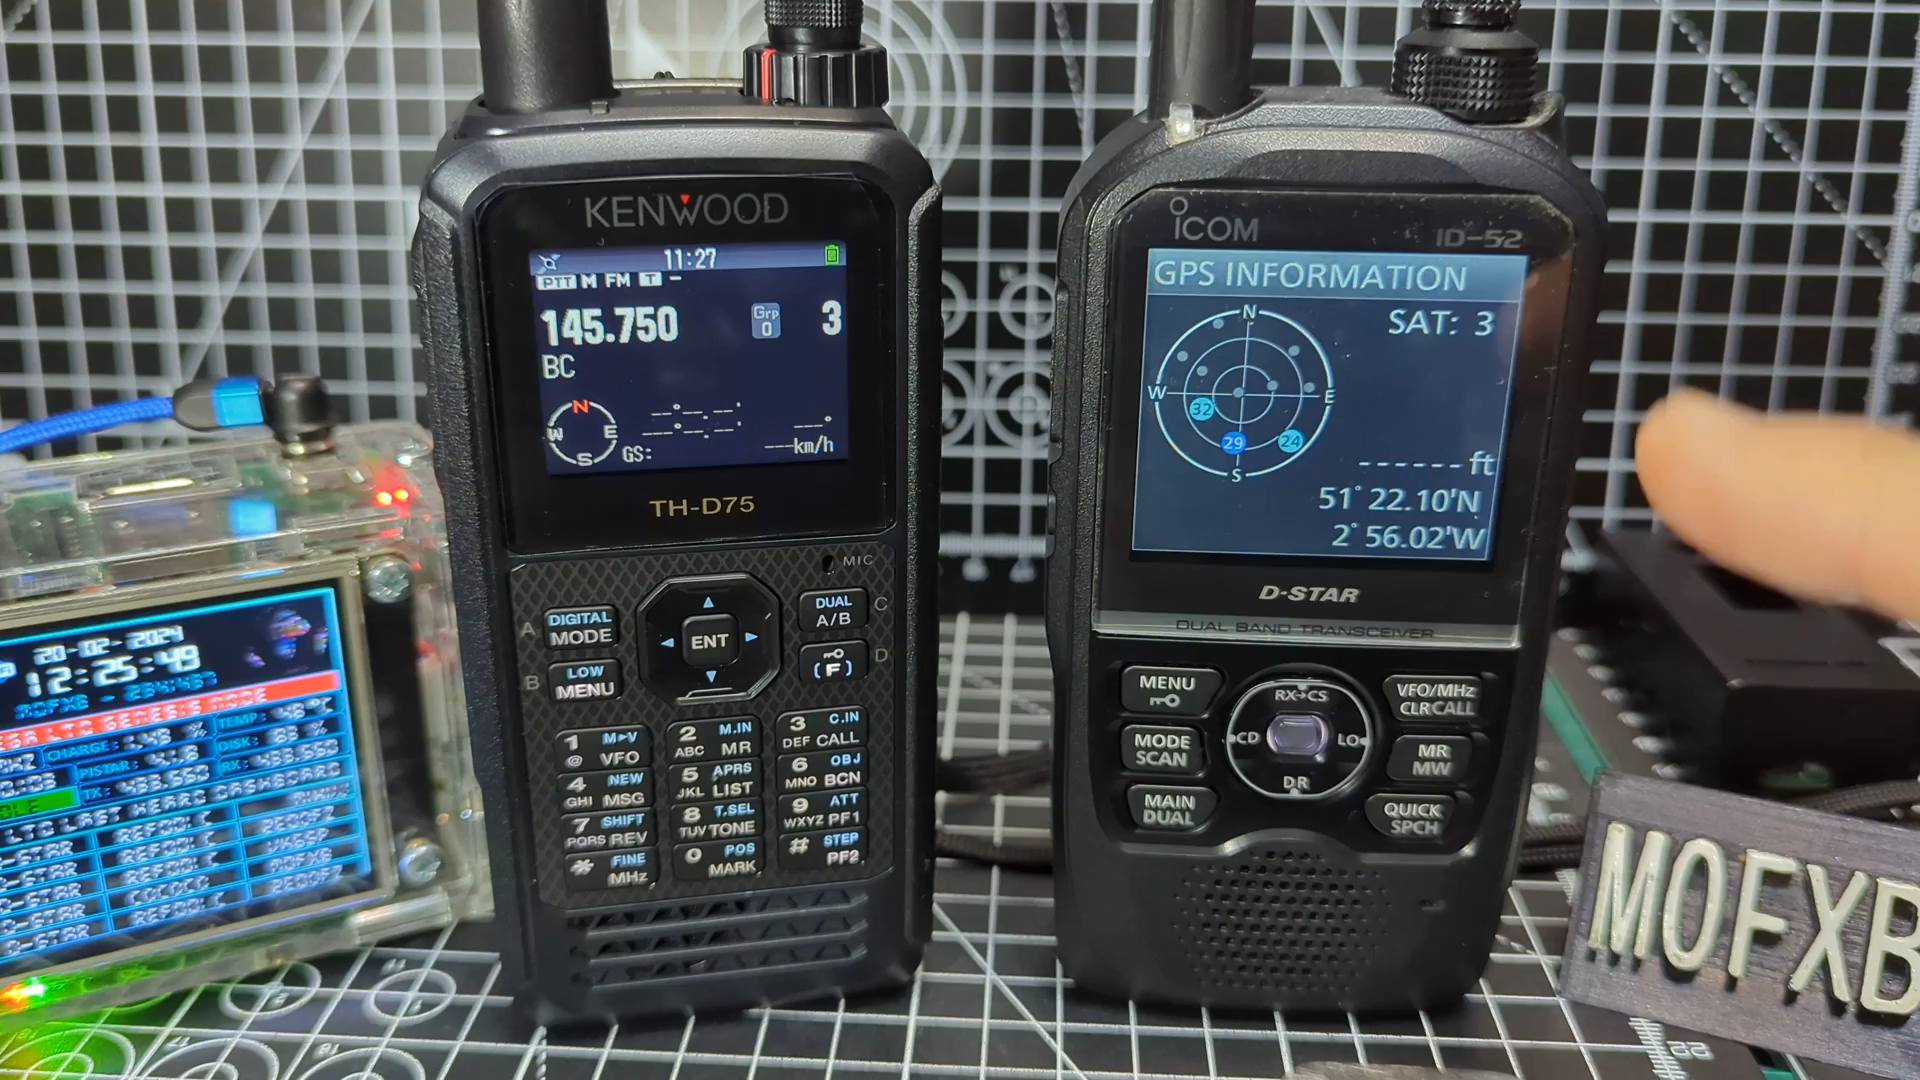 KENWOOD
11:27
PTT M FM T -
145.750
Grp
0
3
BC
N
W
E
S
GS:
---km/h
TH-D75
MIC
A
DIGITAL
MODE
B
LOW
MENU
ENT
DUAL
A/B
C
(F)
D
1 M▸V
@ VFO
2 M.IN
ABC MR
3 C.IN
DEF CALL
4 NEW
GHI MSG
5 APRS
JKL LIST
6 OBJ
MNO BCN
7 SHIFT
PQRS REV
8 T.SEL
TUV TONE
9 ATT
WXYZ PF1
* FINE
MHz
0 POS
MARK
# STEP
PF2
ICOM
ID-52
GPS INFORMATION
SAT: 3
N
W
E
S
32
29
24
------ft
51° 22.10'N
2° 56.02'W
D-STAR
DUAL BAND TRANSCEIVER
MENU
MODE
SCAN
MAIN
DUAL
RX→CS
CD
LO
DR
VFO/MHz
CLR CALL
MR
MW
QUICK
SPCH
20-02-2024
12:25:49
CHARGE:
TEMP: 48°C
PISTAR:
DISK:
TX:
RX:
M0FXB